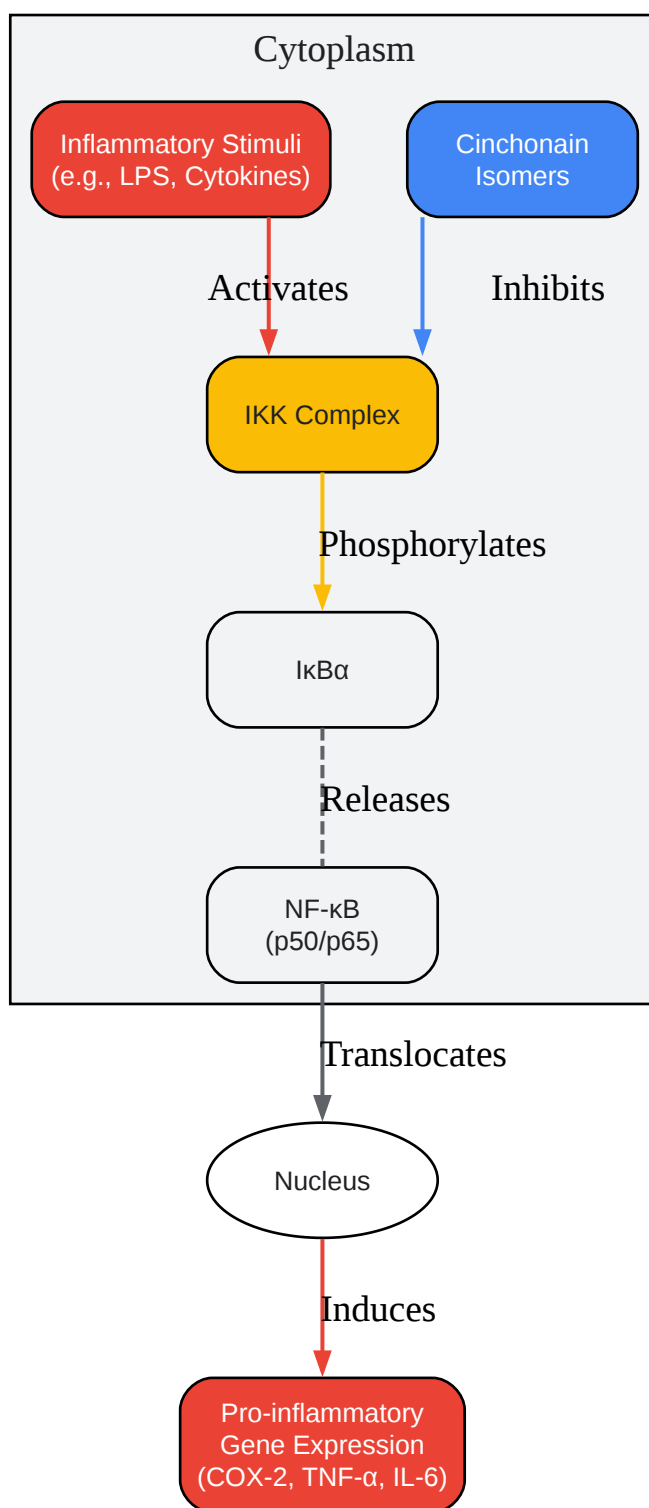 Cytoplasm
Inflammatory Stimuli
(e.g., LPS, Cytokines)
Cinchonain
Isomers
Activates
Inhibits
IKK Complex
Phosphorylates
IκBα
Releases
NF-κB
(p50/p65)
Translocates
Nucleus
Induces
Pro-inflammatory
Gene Expression
(COX-2, TNF-α, IL-6)